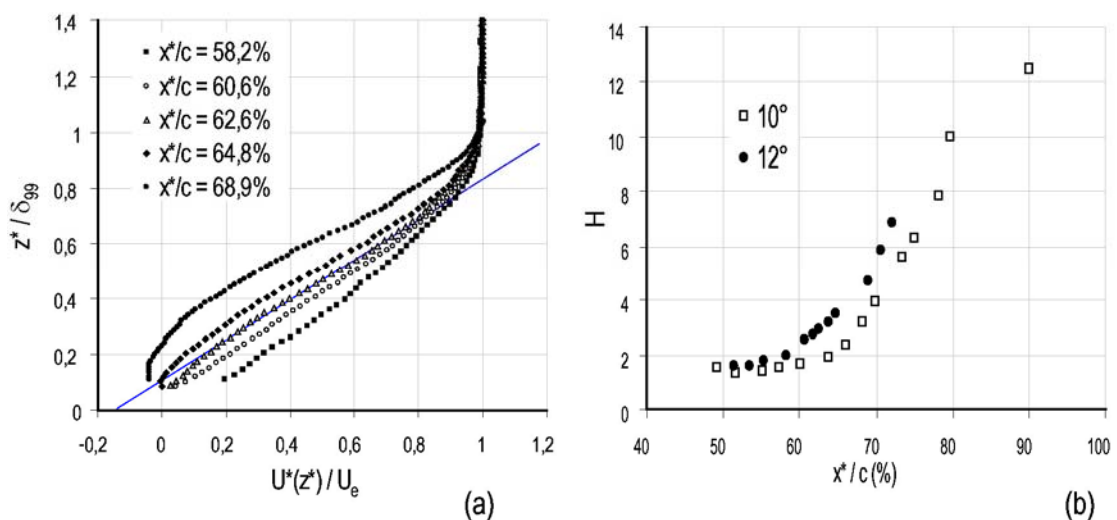 1,4
1,2
1
0,8
0,6
0,4
0,2
0
z* / δ99
x*/c = 58,2%
x*/c = 60,6%
x*/c = 62,6%
x*/c = 64,8%
x*/c = 68,9%
-0,2 0 0,2 0,4 0,6 0,8 1 1,2
U*(z*) / Ue
(a)
14
12
10
8
6
4
2
0
H
10°
12°
40 50 60 70 80 90 100
x* / c (%)
(b)